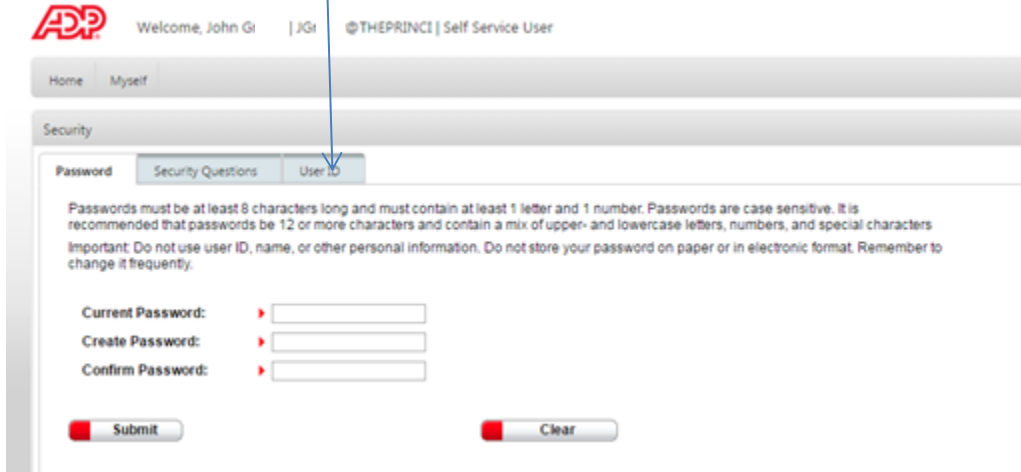 ADP Welcome, John Gr | JGr @THEPRINCI | Self Service User
Home Myself
Security
Password Security Questions User ID
Passwords must be at least 8 characters long and must contain at least 1 letter and 1 number. Passwords are case sensitive. It is
recommended that passwords be 12 or more characters and contain a mix of upper- and lowercase letters, numbers, and special characters
Important: Do not use user ID, name, or other personal information. Do not store your password on paper or in electronic format. Remember to
change it frequently.
Current Password:
Create Password:
Confirm Password:
Submit Clear